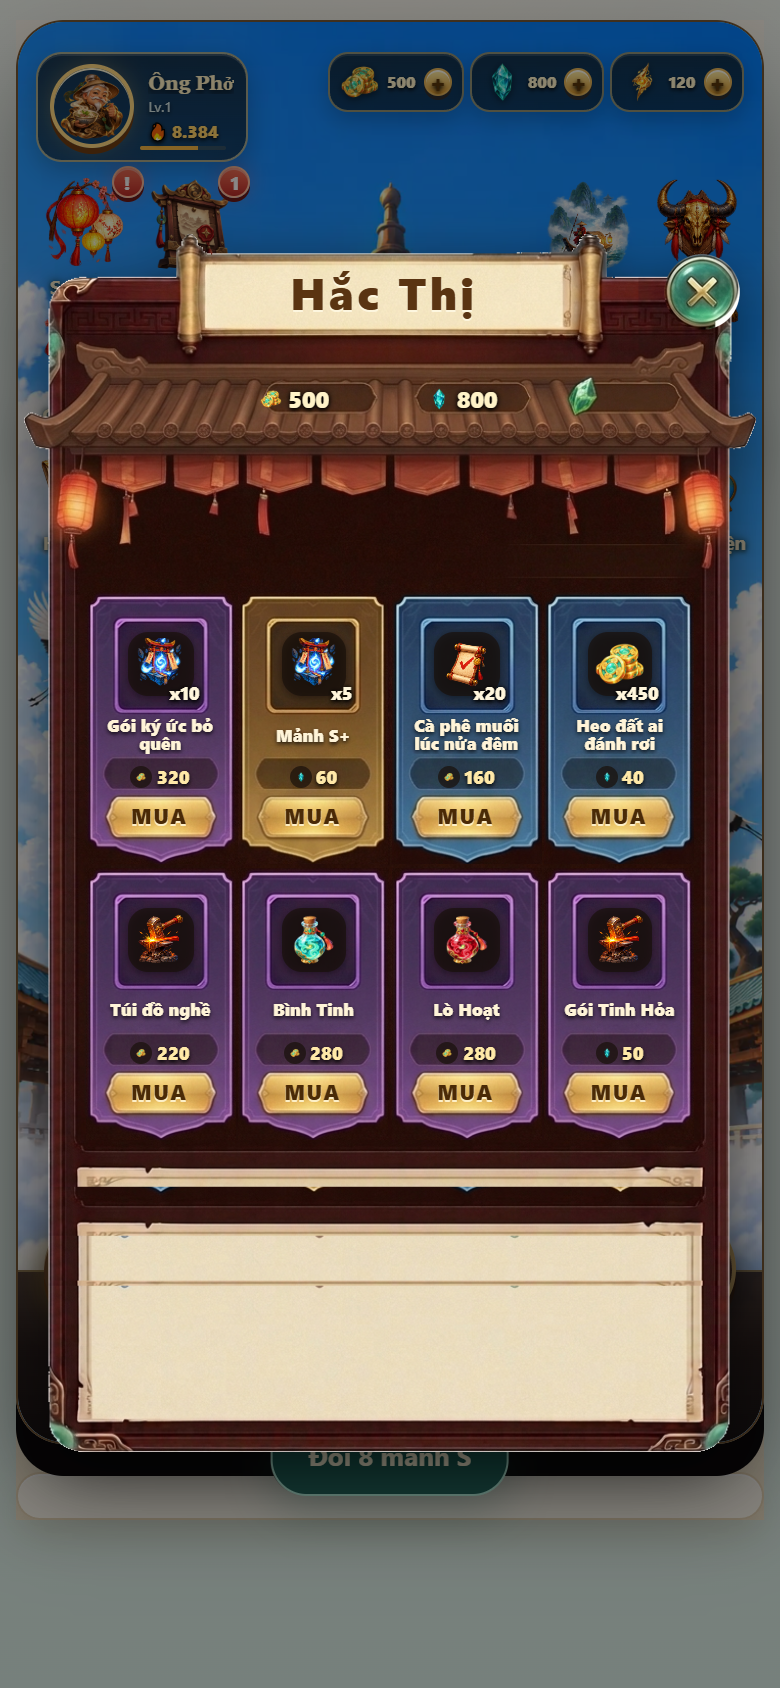 Ông Phở
Lv.1
8.384
500
800
120
!
1
Hắc Thị
500
800
x10
x5
x20
x450
Gói ký ức bỏ quên
Mảnh S+
Cà phê muối lúc nửa đêm
Heo đất ai đánh rơi
320
60
160
40
MUA
MUA
MUA
MUA
Túi đồ nghề
Bình Tinh
Lò Hoạt
Gói Tinh Hỏa
220
280
280
50
MUA
MUA
MUA
MUA
Đổi 8 mảnh S